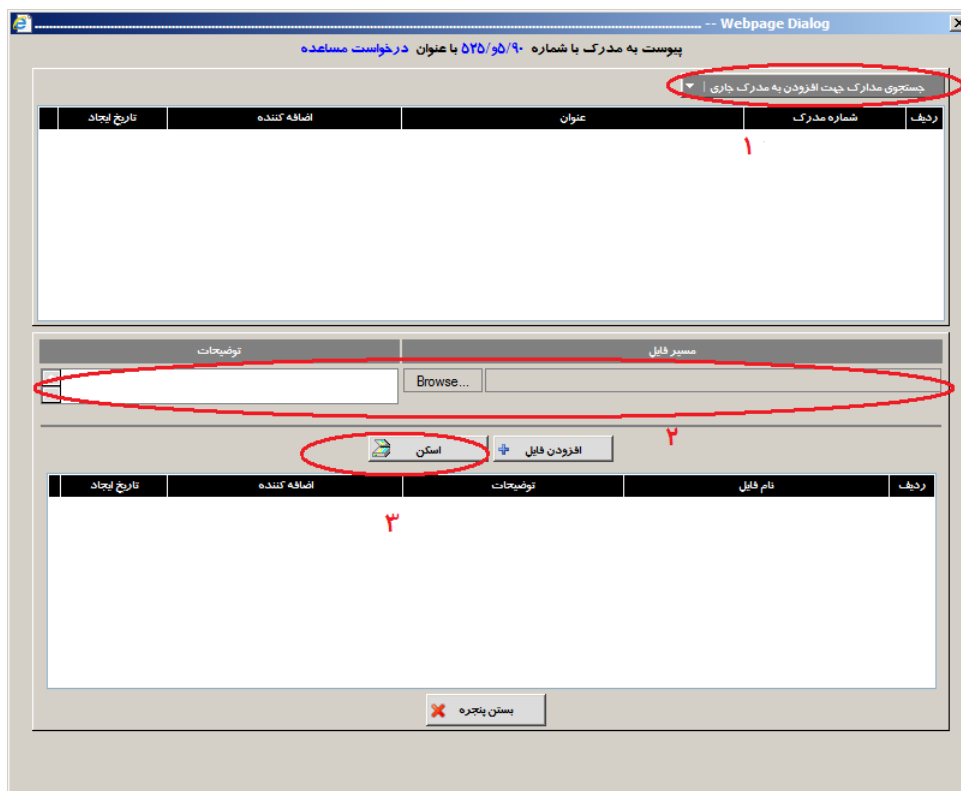 -- Webpage Dialog
پیوست به مدرک با شماره ۵۲۵/۵و/۹۰ با عنوان درخواست مساعده
جستجوی مدارک جهت افزودن به مدرک جاری
ردیف شماره مدرک عنوان اضافه کننده تاریخ ایجاد
۱
مسیر فایل توضیحات
Browse...
۲
افزودن فایل اسکن
ردیف نام فایل توضیحات اضافه کننده تاریخ ایجاد
۳
بستن پنجره